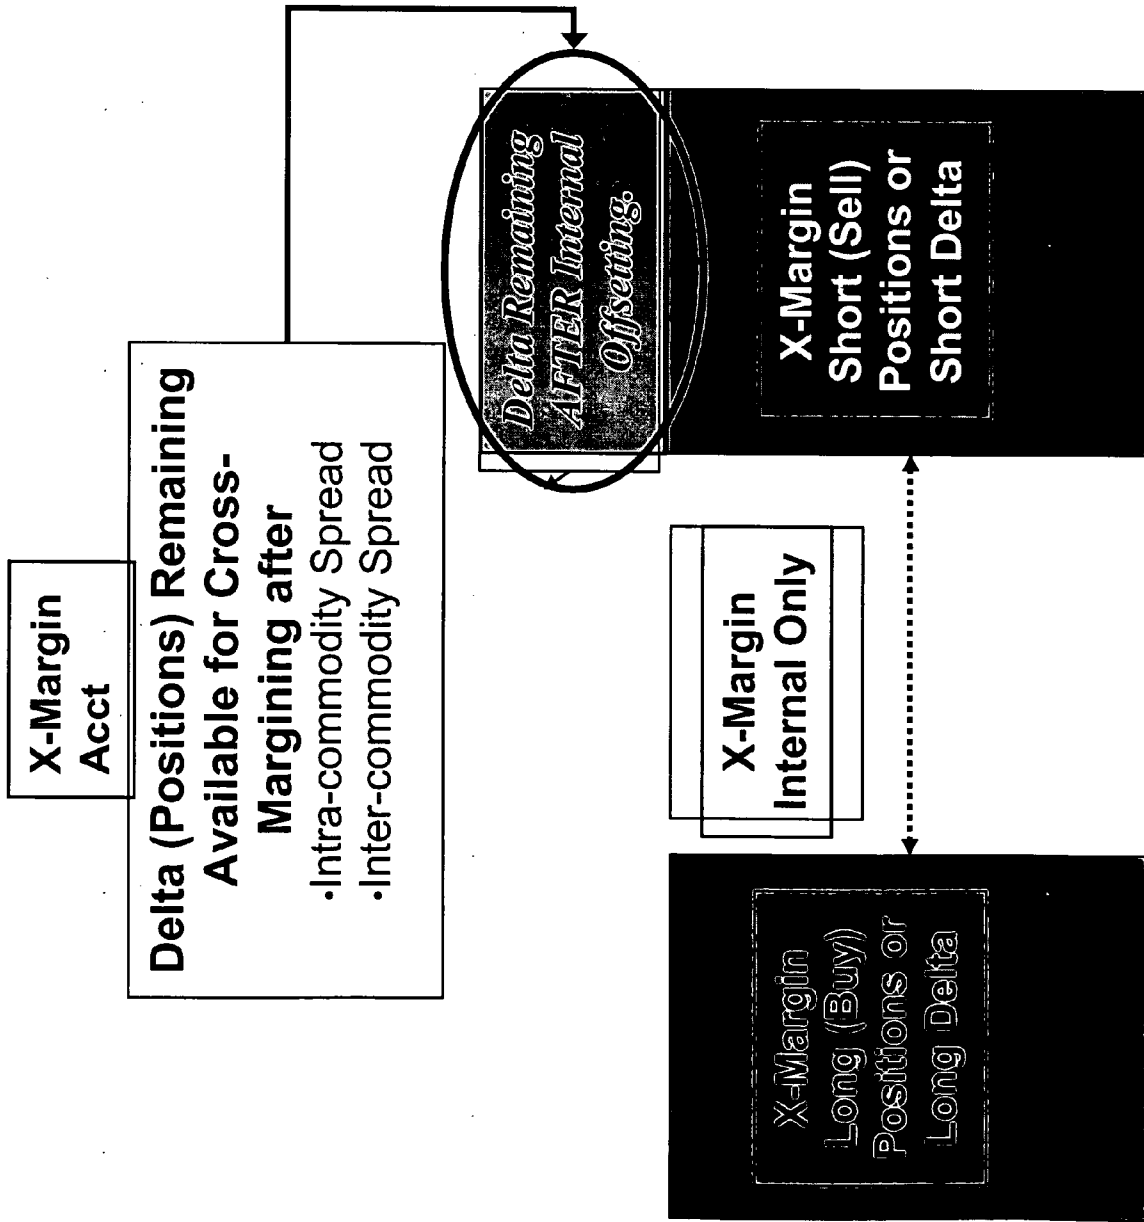 X-Margin
Acct
Delta (Positions) Remaining
Available for Cross-
Margining after
•Intra-commodity Spread
•Inter-commodity Spread
Delta Remaining
AFTER Internal
Offsetting.
X-Margin
Internal Only
X-Margin
Long (Buy)
Positions or
Long Delta
X-Margin
Short (Sell)
Positions or
Short Delta